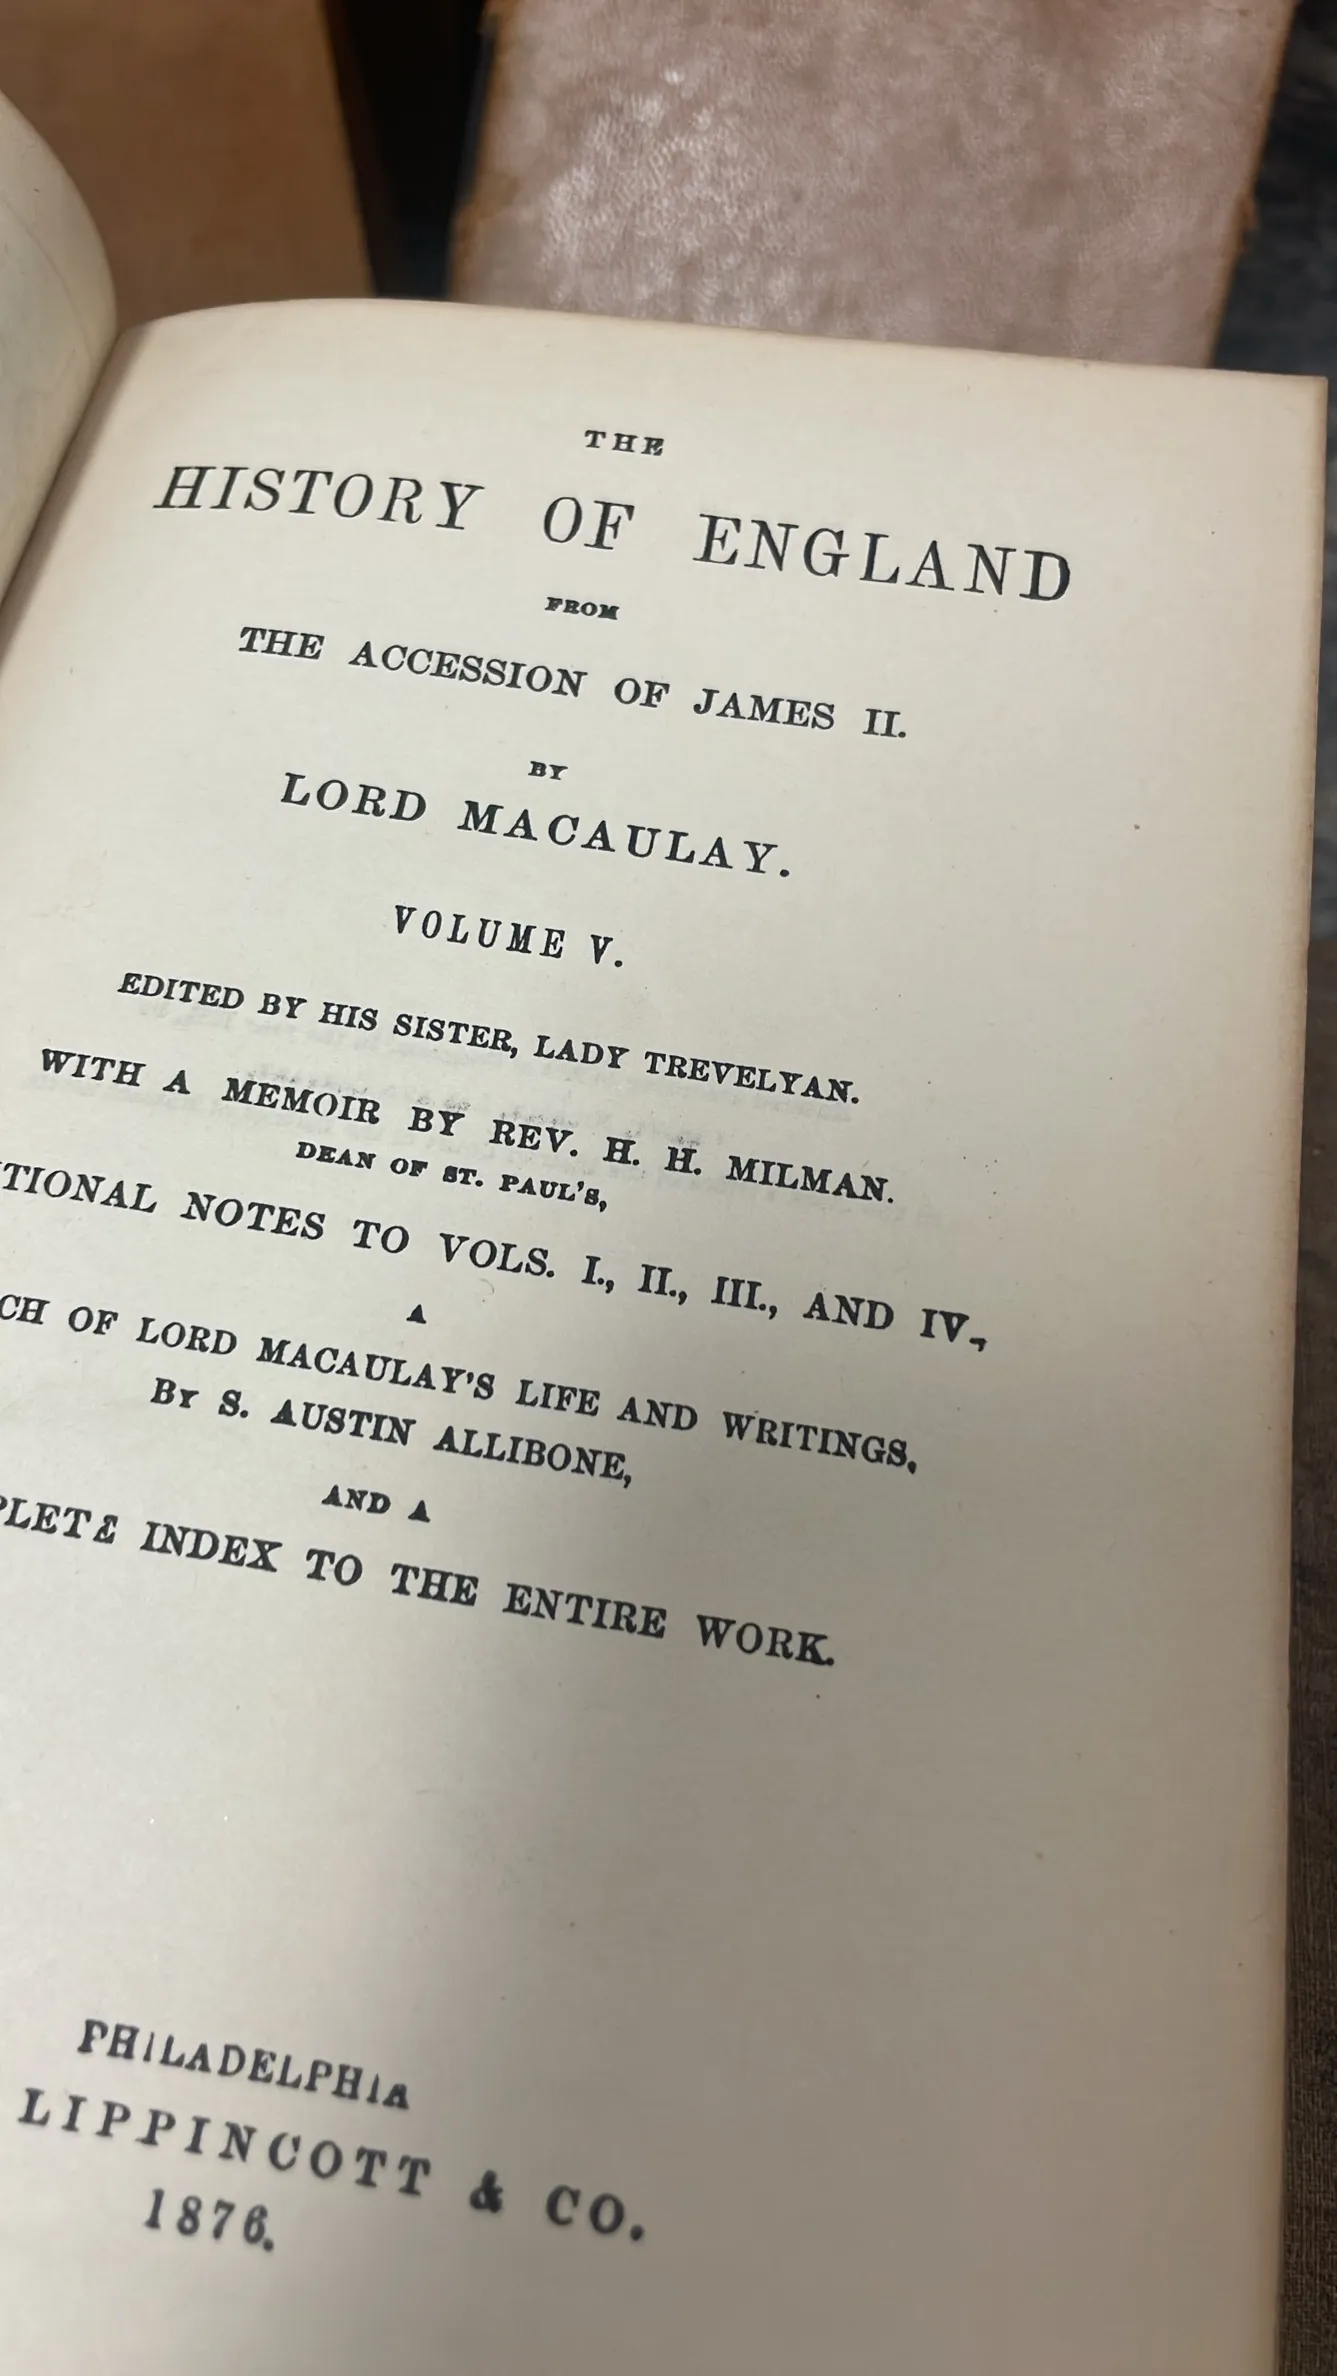 THE
HISTORY OF ENGLAND
FROM
THE ACCESSION OF JAMES II.
BY
LORD MACAULAY.
VOLUME V.
EDITED BY HIS SISTER, LADY TREVELYAN.
WITH A MEMOIR BY REV. H. H. MILMAN.
DEAN OF ST. PAUL'S,
TIONAL NOTES TO VOLS. I., II., III., AND IV.,
A
CH OF LORD MACAULAY'S LIFE AND WRITINGS,
By S. AUSTIN ALLIBONE,
AND A
PLETE INDEX TO THE ENTIRE WORK.
PHILADELPHIA
LIPPINCOTT & CO.
1876.